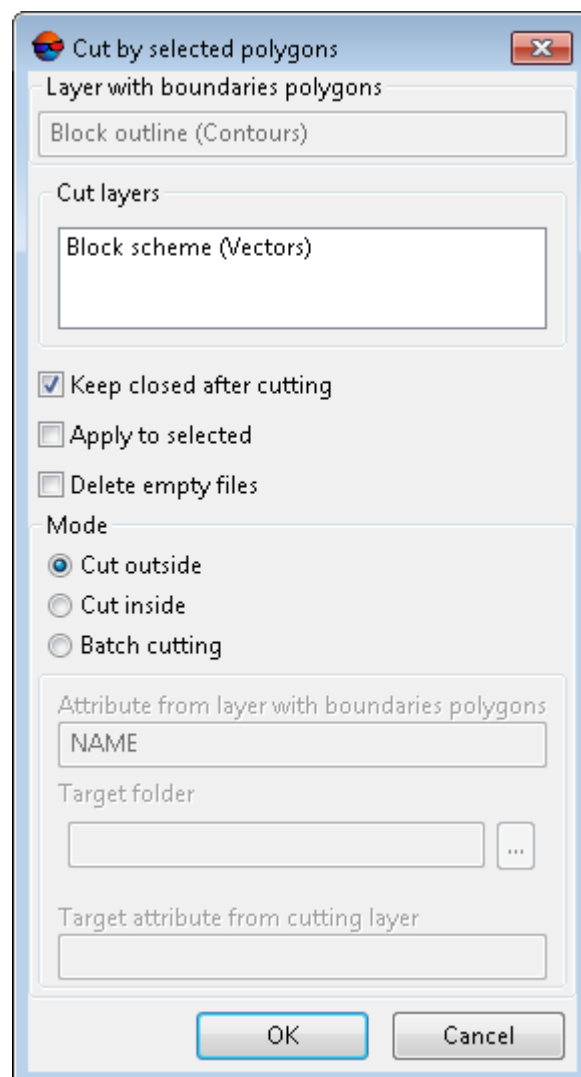 Cut by selected polygons
Layer with boundaries polygons
Block outline (Contours)
Cut layers
Block scheme (Vectors)
Keep closed after cutting
Apply to selected
Delete empty files
Mode
Cut outside
Cut inside
Batch cutting
Attribute from layer with boundaries polygons
NAME
Target folder
...
Target attribute from cutting layer
OK Cancel